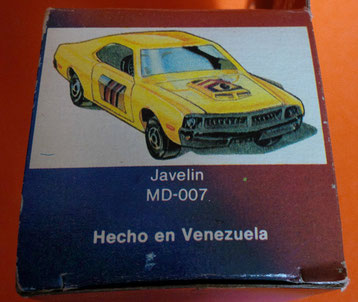 Javelin
MD-007
Hecho en Venezuela